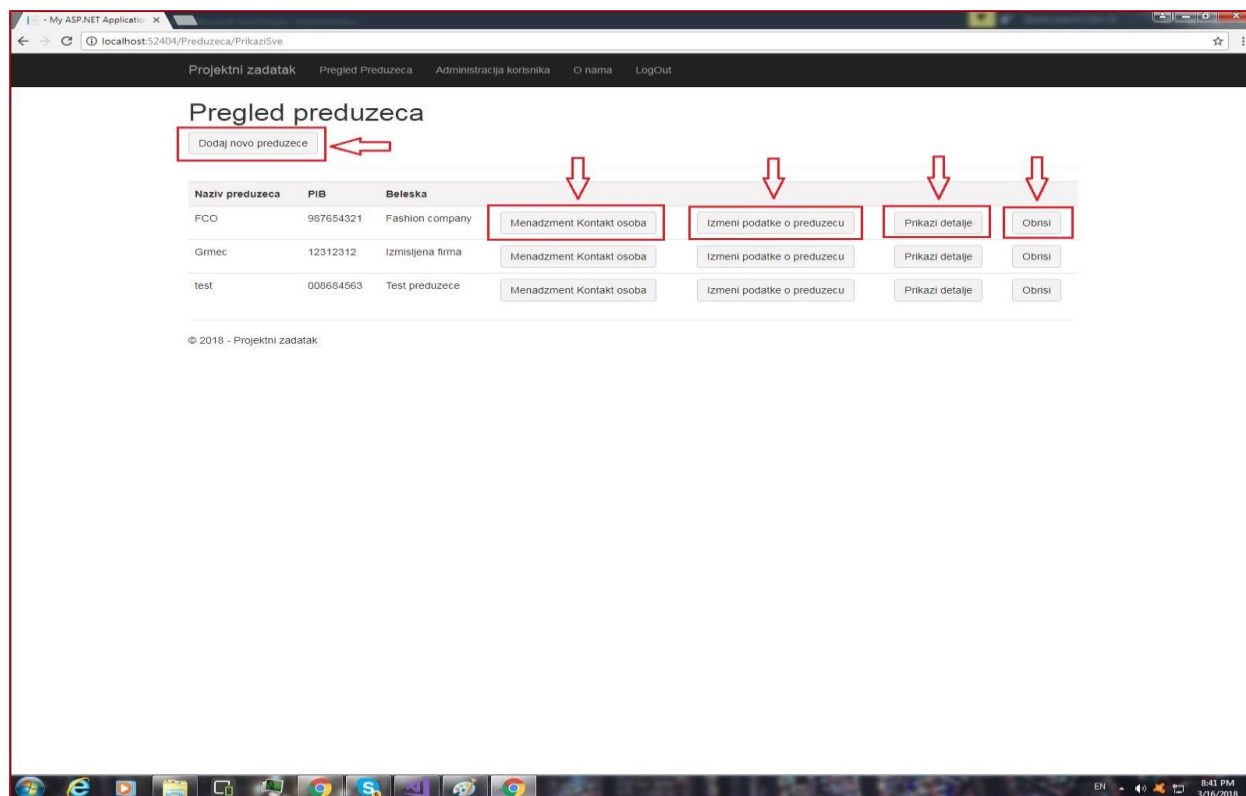 - My ASP.NET Applicatio
localhost:52404/Preduzeca/PrikaziSve
Projektni zadatak Pregled Preduzeca Administracija korisnika O nama LogOut
Pregled preduzeca
Dodaj novo preduzece
Naziv preduzeca PIB Beleska
FCO 987654321 Fashion company Menadzment Kontakt osoba Izmeni podatke o preduzecu Prikazi detalje Obrisi
Grmec 12312312 Izmisljena firma Menadzment Kontakt osoba Izmeni podatke o preduzecu Prikazi detalje Obrisi
test 008684563 Test preduzece Menadzment Kontakt osoba Izmeni podatke o preduzecu Prikazi detalje Obrisi
© 2018 - Projektni zadatak
EN 8:41 PM
3/16/2018